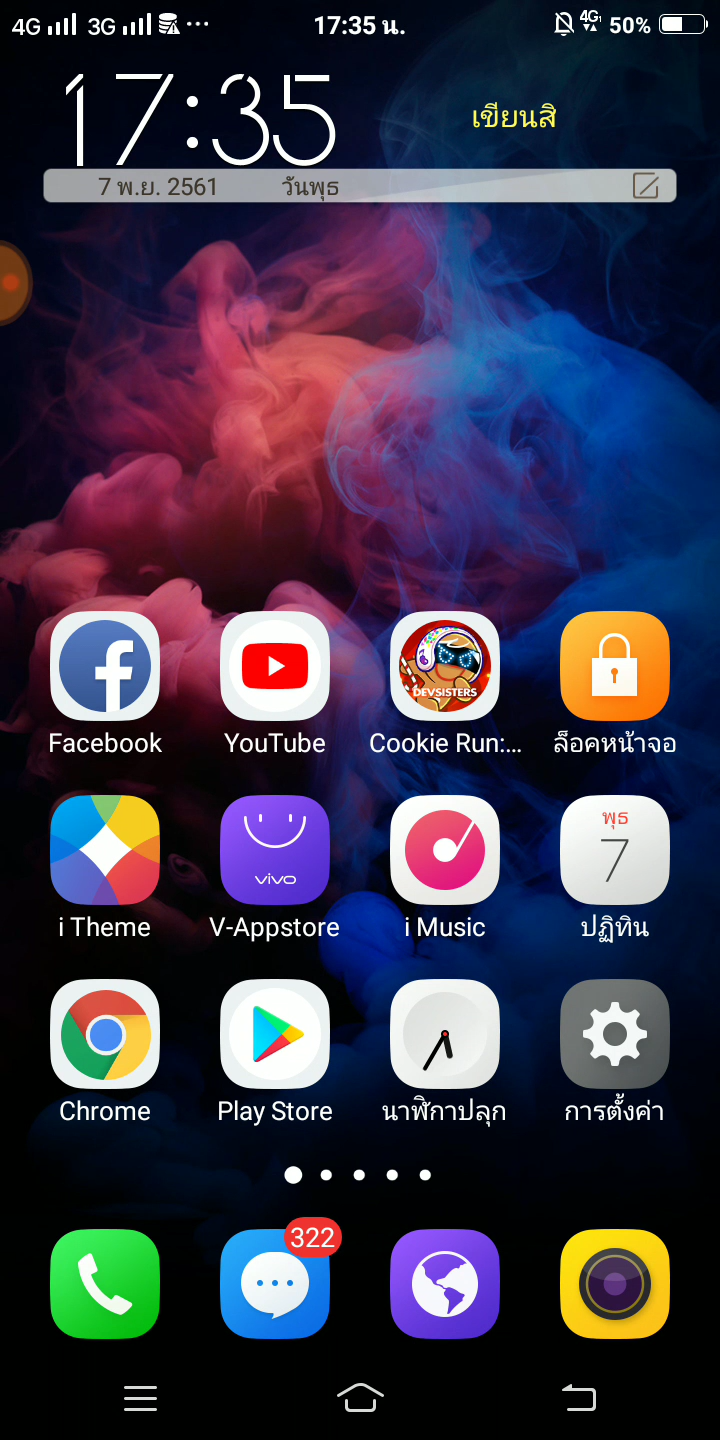 4G 3G 17:35 น. 4G 50%
17:35
เขียนสิ
7 พ.ย. 2561 วันพุธ
DEVSISTERS
Facebook YouTube Cookie Run:... ล็อคหน้าจอ
vivo
พุธ
7
i Theme V-Appstore i Music ปฏิทิน
Chrome Play Store นาฬิกาปลุก การตั้งค่า
322